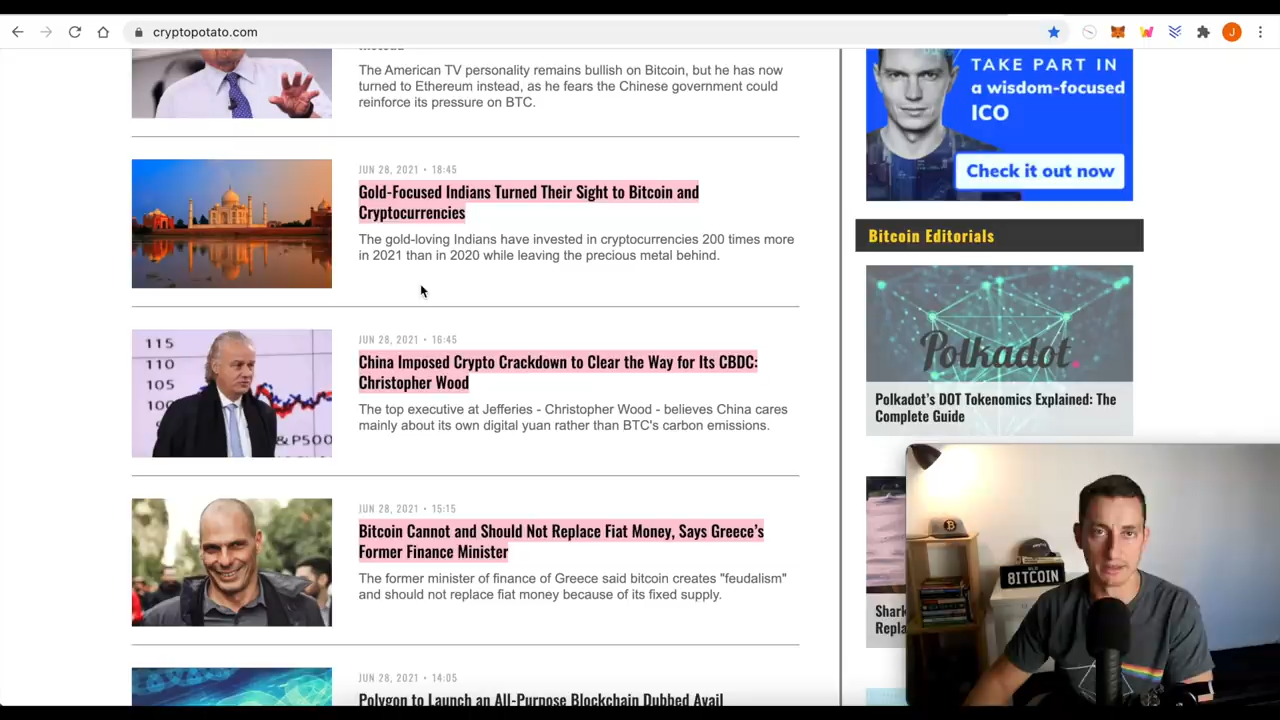 cryptopotato.com
J
The American TV personality remains bullish on Bitcoin, but he has now
turned to Ethereum instead, as he fears the Chinese government could
reinforce its pressure on BTC.
JUN 28, 2021 • 18:45
Gold-Focused Indians Turned Their Sight to Bitcoin and
Cryptocurrencies
The gold-loving Indians have invested in cryptocurrencies 200 times more
in 2021 than in 2020 while leaving the precious metal behind.
115
110
105
100
&P500
JUN 28, 2021 • 16:45
China Imposed Crypto Crackdown to Clear the Way for Its CBDC:
Christopher Wood
The top executive at Jefferies - Christopher Wood - believes China cares
mainly about its own digital yuan rather than BTC's carbon emissions.
JUN 28, 2021 • 15:15
Bitcoin Cannot and Should Not Replace Fiat Money, Says Greece's
Former Finance Minister
The former minister of finance of Greece said bitcoin creates "feudalism"
and should not replace fiat money because of its fixed supply.
JUN 28, 2021 • 14:05
Polygon to Launch an All-Purpose Blockchain Dubbed Avail
TAKE PART IN
a wisdom-focused
ICO
Check it out now
Bitcoin Editorials
Polkadot.
Polkadot's DOT Tokenomics Explained: The
Complete Guide
Shark
Repla
8ITCOIN